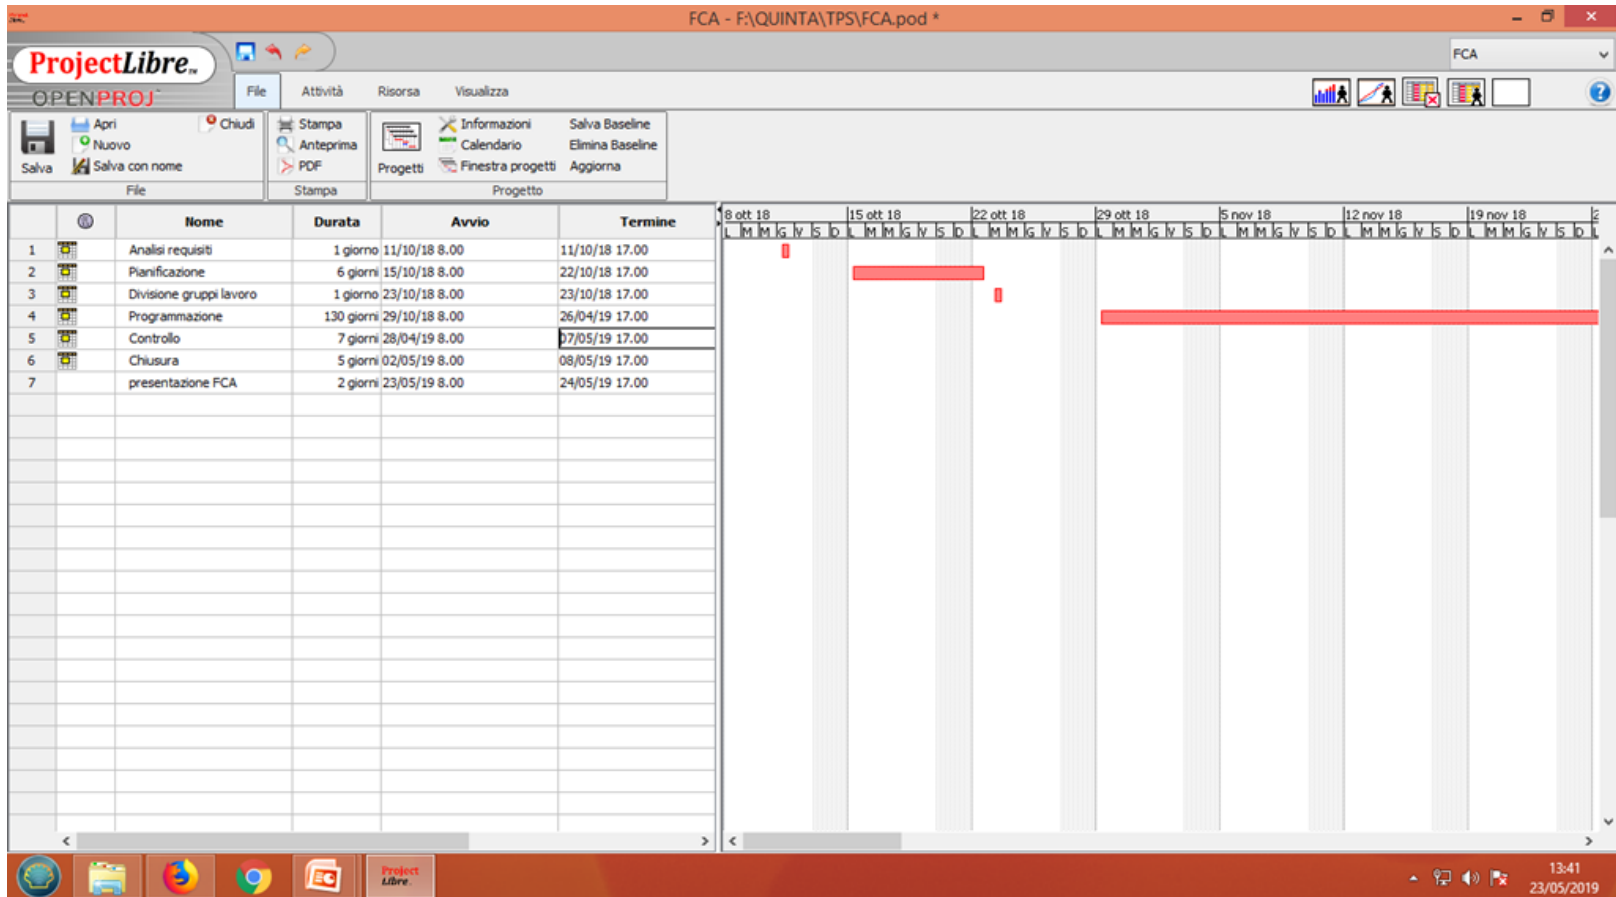 FCA - F:\QUINTA\TPS\FCA.pod *
ProjectLibre TM
OPENPROJ
FCA
File Attività Risorsa Visualizza
Salva
Apri
Nuovo
Salva con nome
Chiudi
File
Stampa
Anteprima
PDF
Stampa
Progetti
Informazioni
Calendario
Finestra progetti
Salva Baseline
Elimina Baseline
Aggiorna
Progetto
Nome Durata Avvio Termine
1 Analisi requisiti 1 giorno 11/10/18 8.00 11/10/18 17.00
2 Pianificazione 6 giorni 15/10/18 8.00 22/10/18 17.00
3 Divisione gruppi lavoro 1 giorno 23/10/18 8.00 23/10/18 17.00
4 Programmazione 130 giorni 29/10/18 8.00 26/04/19 17.00
5 Controllo 7 giorni 28/04/19 8.00 07/05/19 17.00
6 Chiusura 5 giorni 02/05/19 8.00 08/05/19 17.00
7 presentazione FCA 2 giorni 23/05/19 8.00 24/05/19 17.00
8 ott 18 15 ott 18 22 ott 18 29 ott 18 5 nov 18 12 nov 18 19 nov 18 2
L M M G V S D L M M G V S D L M M G V S D L M M G V S D L M M G V S D L M M G V S D L M M G V S D L
Project
Libre
13:41
23/05/2019